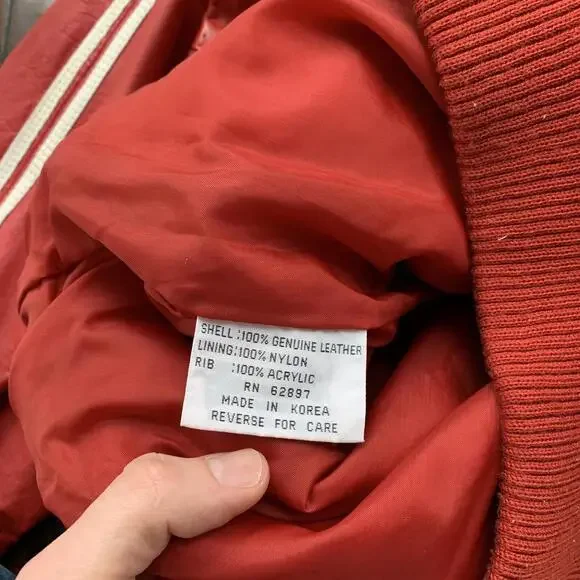 SHELL :100% GENUINE LEATHER
LINING:100% NYLON
RIB :100% ACRYLIC
RN 62897
MADE IN KOREA
REVERSE FOR CARE